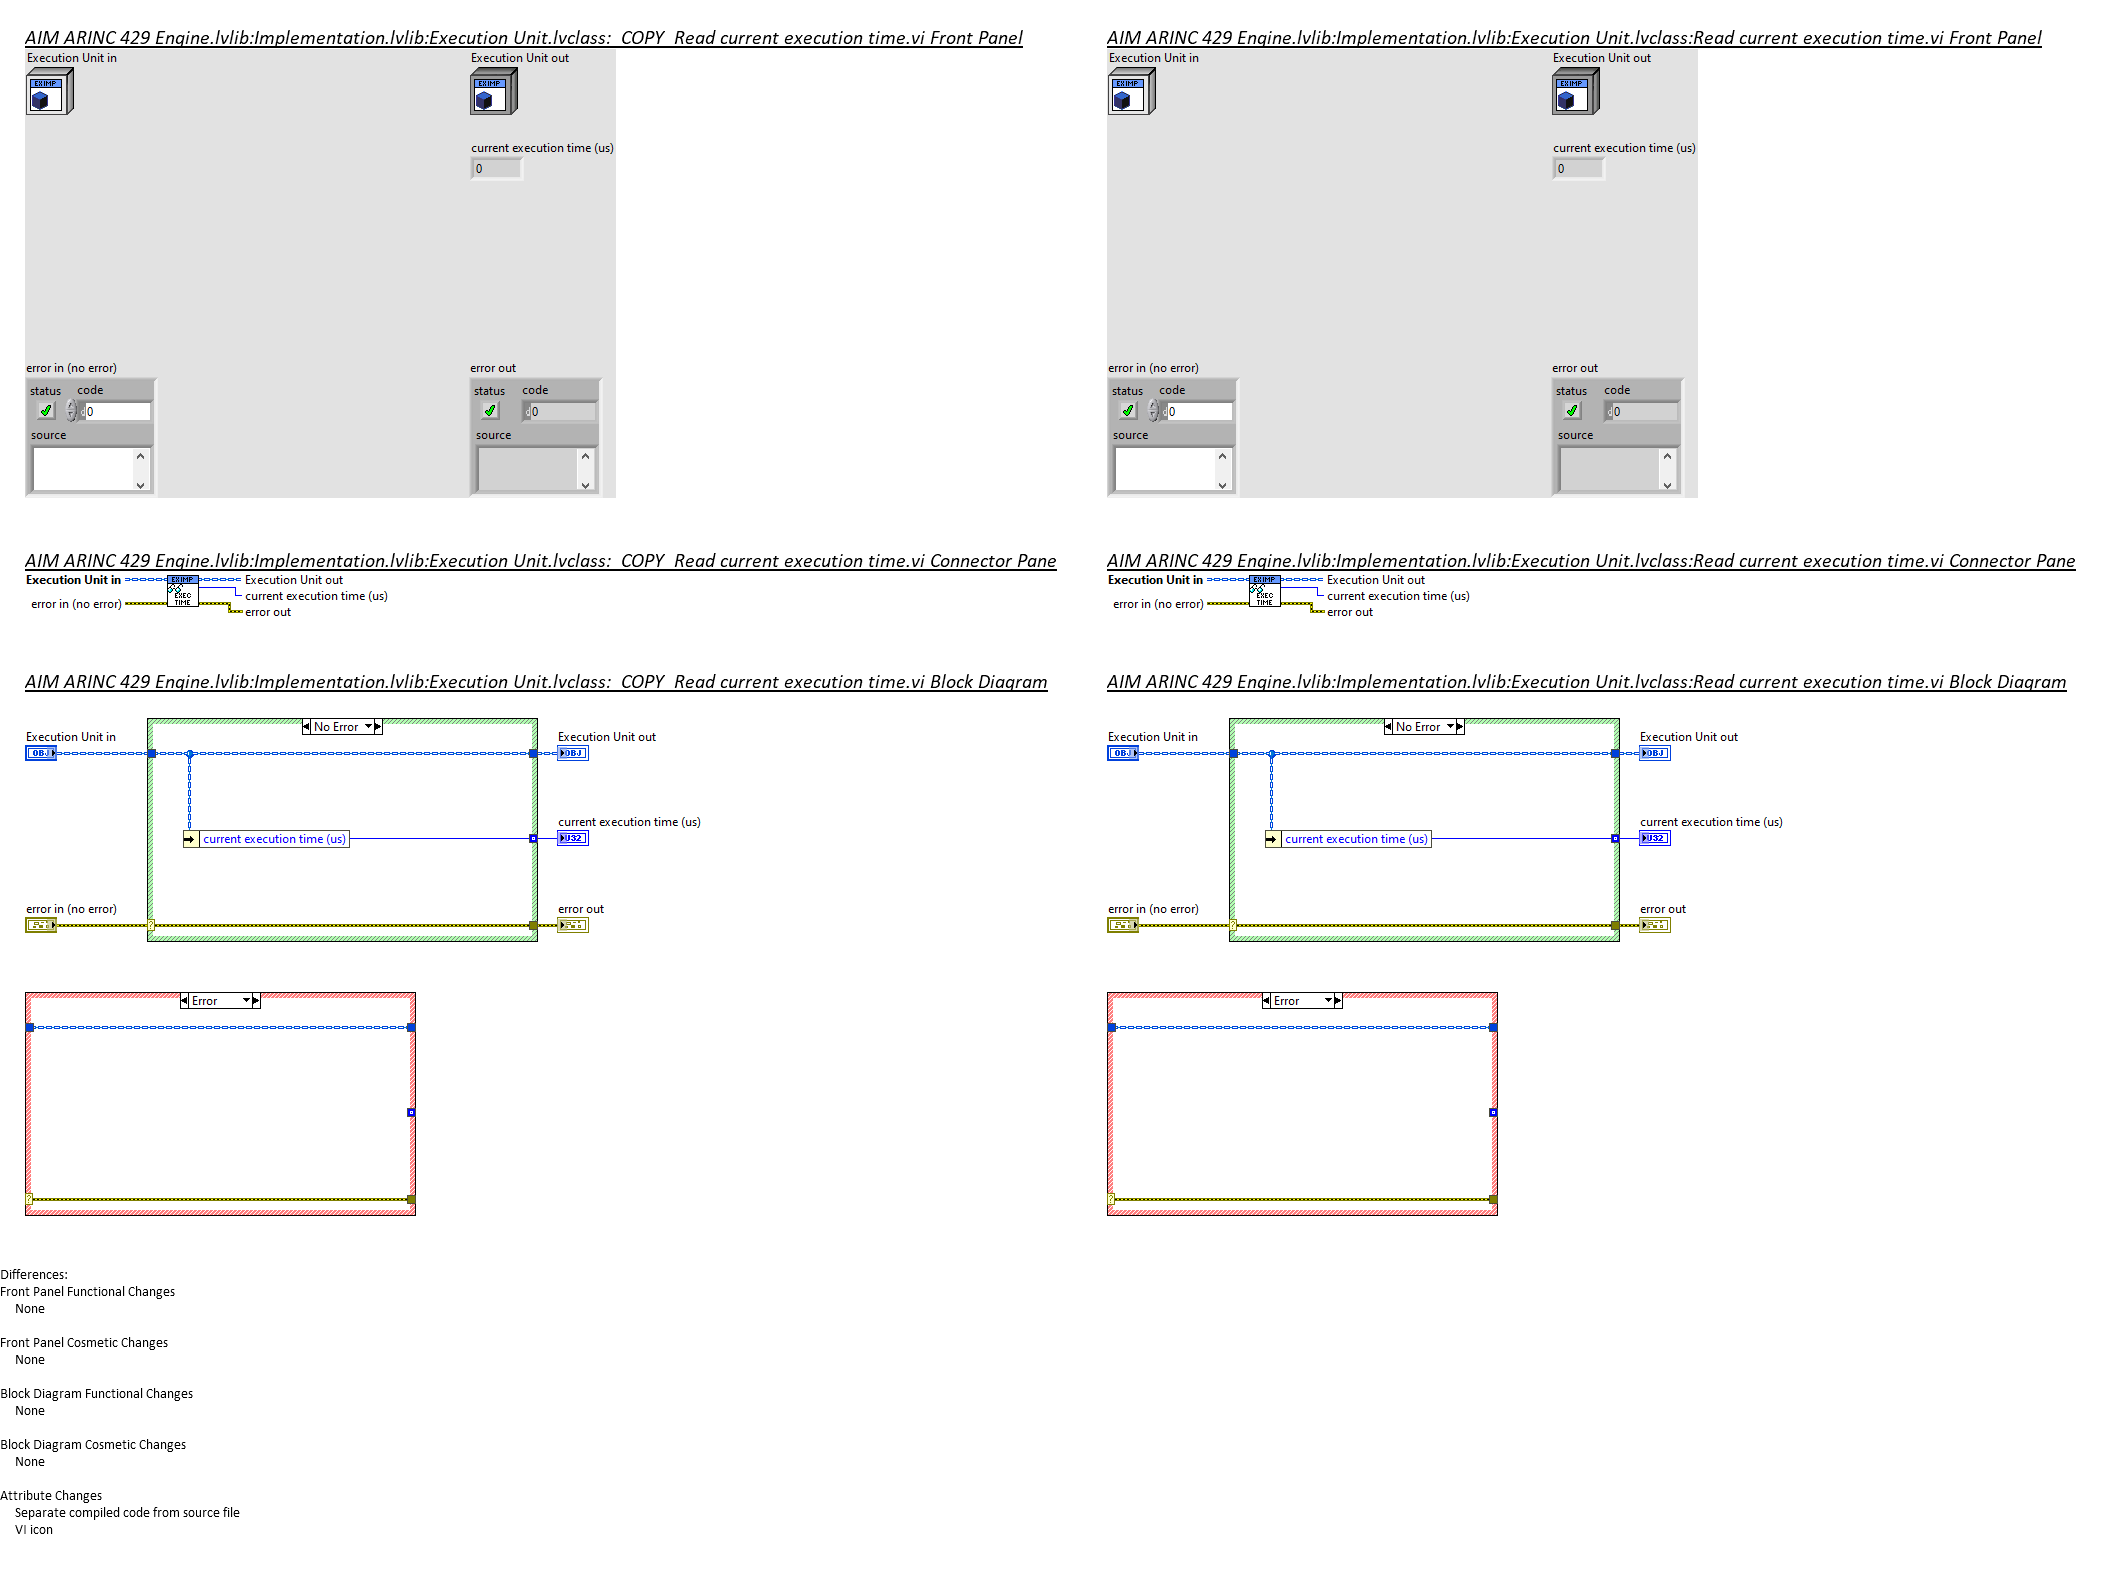 AIM ARINC 429 Engine.lvlib:Implementation.lvlib:Execution Unit.lvclass:  COPY  Read current execution time.vi Front Panel
Execution Unit in
EXIMP
Execution Unit out
EXIMP
current execution time (us)
0
error in (no error)
status code
d 0
source
error out
status code
d 0
source
AIM ARINC 429 Engine.lvlib:Implementation.lvlib:Execution Unit.lvclass:Read current execution time.vi Front Panel
Execution Unit in
EXIMP
Execution Unit out
EXIMP
current execution time (us)
0
error in (no error)
status code
d 0
source
error out
status code
d 0
source
AIM ARINC 429 Engine.lvlib:Implementation.lvlib:Execution Unit.lvclass:  COPY  Read current execution time.vi Connector Pane
Execution Unit in
error in (no error)
EXIMP
EXEC
TIME
Execution Unit out
current execution time (us)
error out
AIM ARINC 429 Engine.lvlib:Implementation.lvlib:Execution Unit.lvclass:Read current execution time.vi Connector Pane
Execution Unit in
error in (no error)
EXIMP
EXEC
TIME
Execution Unit out
current execution time (us)
error out
AIM ARINC 429 Engine.lvlib:Implementation.lvlib:Execution Unit.lvclass:  COPY  Read current execution time.vi Block Diagram
No Error
Execution Unit in
OBJ
Execution Unit out
OBJ
current execution time (us)
current execution time (us)
U32
error in (no error)
?
error out
Error
?
AIM ARINC 429 Engine.lvlib:Implementation.lvlib:Execution Unit.lvclass:Read current execution time.vi Block Diagram
No Error
Execution Unit in
OBJ
Execution Unit out
OBJ
current execution time (us)
current execution time (us)
U32
error in (no error)
?
error out
Error
?
Differences:
Front Panel Functional Changes
None
Front Panel Cosmetic Changes
None
Block Diagram Functional Changes
None
Block Diagram Cosmetic Changes
None
Attribute Changes
Separate compiled code from source file
VI icon